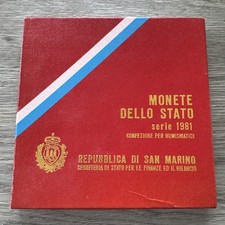 MONETE
DELLO STATO
serie 1981
CONFEZIONE PER NUMISMATICI
REPUBBLICA DI SAN MARINO
SEGRETERIA DI STATO PER LE FINANZE ED IL BILANCIO